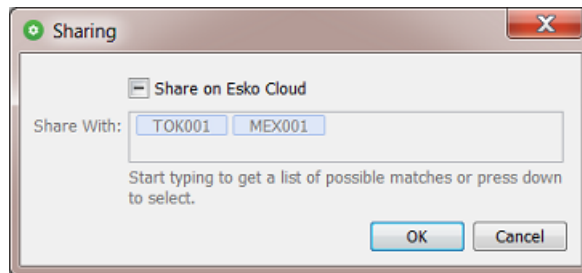 Sharing
Share on Esko Cloud
Share With: TOK001 MEX001
Start typing to get a list of possible matches or press down
to select.
OK Cancel